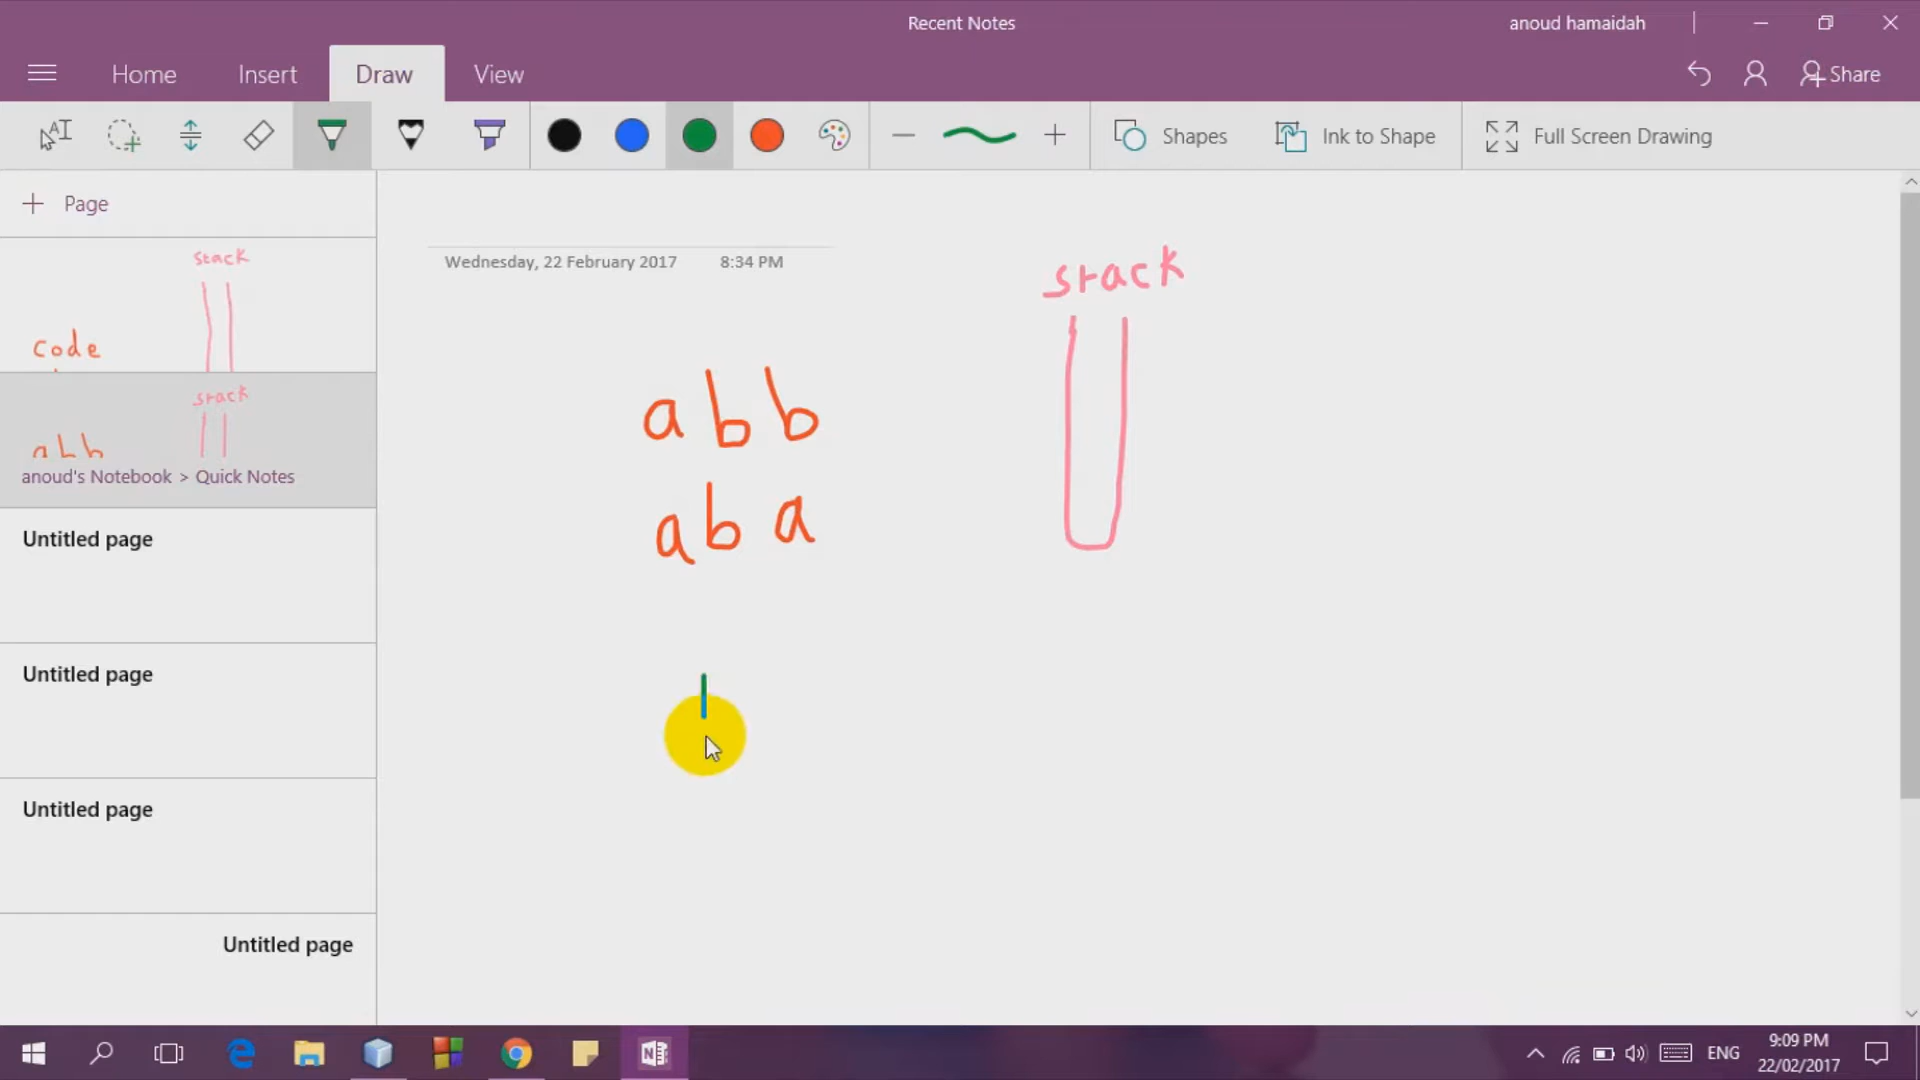 Recent Notes
anoud hamaidah
Home Insert Draw View
Share
Shapes Ink to Shape Full Screen Drawing
Page
stack
code
stack
abb
anoud's Notebook > Quick Notes
Untitled page
Untitled page
Untitled page
Untitled page
Wednesday, 22 February 2017 8:34 PM
stack
abb
aba
ENG
9:09 PM
22/02/2017